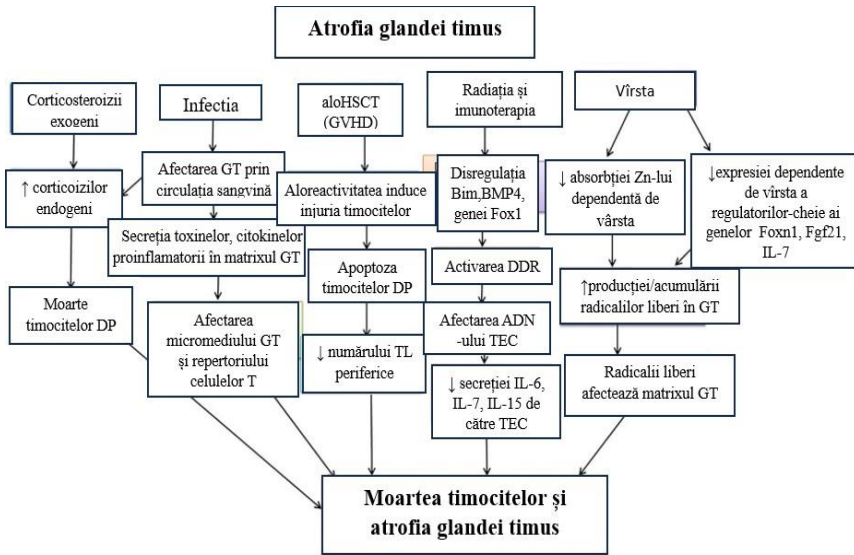 Atrofia glandei timus
Corticosteroizii
exogeni
↑ corticoizilor
endogeni
Moarte
timocitelor DP
Infectia
Afectarea GT prin
circulația sangvină
Secreția toxinelor, citokinelor
proinflamatorii în matrixul GT
Afectarea
micromediului GT
și repertoriului
celulelor T
aloHSCT
(GVHD)
Aloreactivitatea induce
injuria timocitelor
Apoptoza
timocitelor DP
↓ numărului TL
periferice
Radiația și
imunoterapia
Disregulația
Bim,BMP4,
genei Fox1
Activarea DDR
Afectarea ADN
-ului TEC
↓ secreției IL-6,
IL-7, IL-15 de
către TEC
Vîrsta
↓ absorbției Zn-lui
dependentă de
vârsta
↓expresiei dependente
de vîrsta a
regulatorilor-cheie ai
genelor Foxn1, Fgf21,
IL-7
↑producției/acumulării
radicalilor liberi în GT
Radicalii liberi
afectează matrixul GT
Moartea timocitelor și
atrofia glandei timus